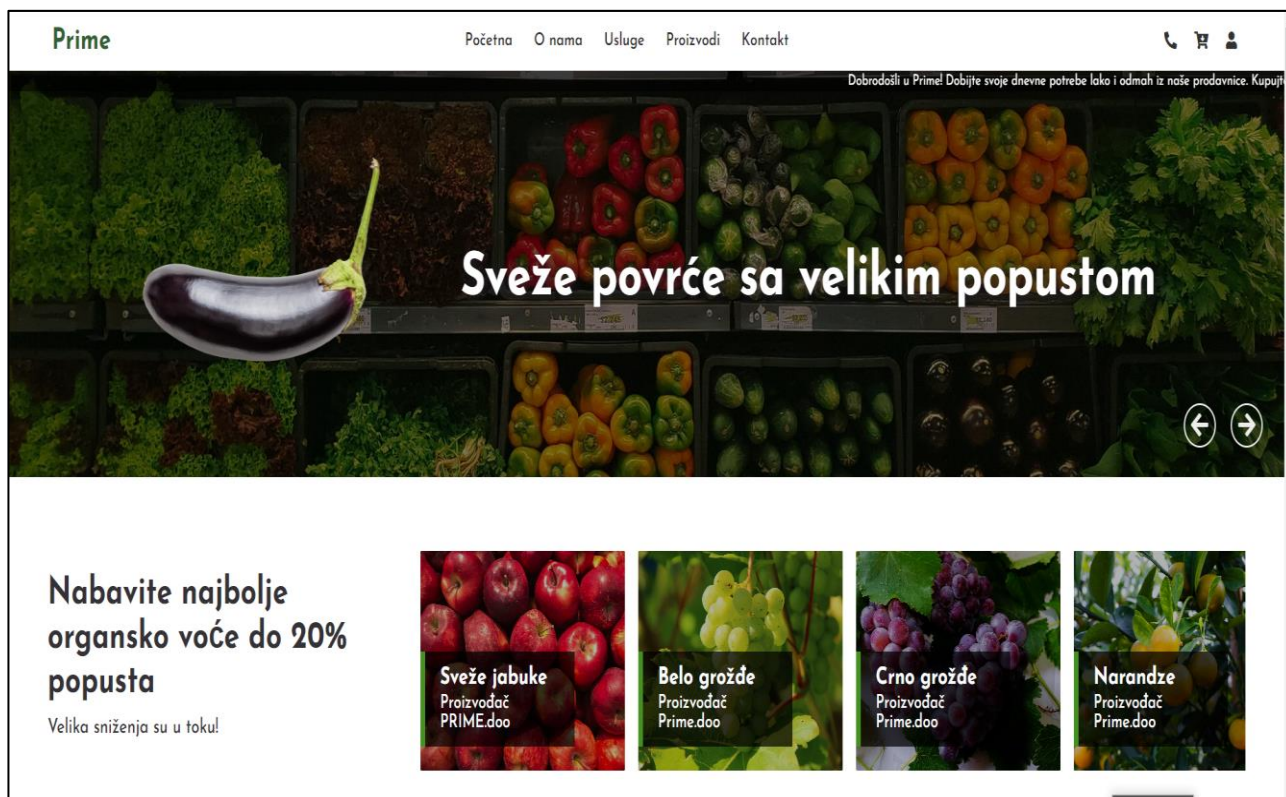 Prime
Početna O nama Usluge Proizvodi Kontakt
Dobrodošli u Prime! Dobijte svoje dnevne potrebe lako i odmah iz naše prodavnice.
Sveže povrće sa velikim popustom
Nabavite najbolje
organsko voće do 20%
popusta
Velika sniženja su u toku!
Sveže jabuke
Proizvođač
PRIME.doo
Belo grožđe
Proizvođač
Prime.doo
Crno grožđe
Proizvođač
Prime.doo
Narandze
Proizvođač
Prime.doo